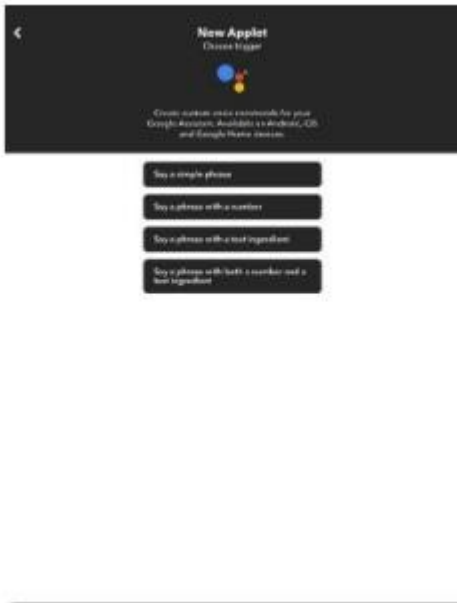 New Applet
Choose trigger
Create custom voice commands for your
Google Assistant. Available on Android, iOS
and Google Home devices.
Say a simple phrase
Say a phrase with a number
Say a phrase with a text ingredient
Say a phrase with both a number and a
text ingredient